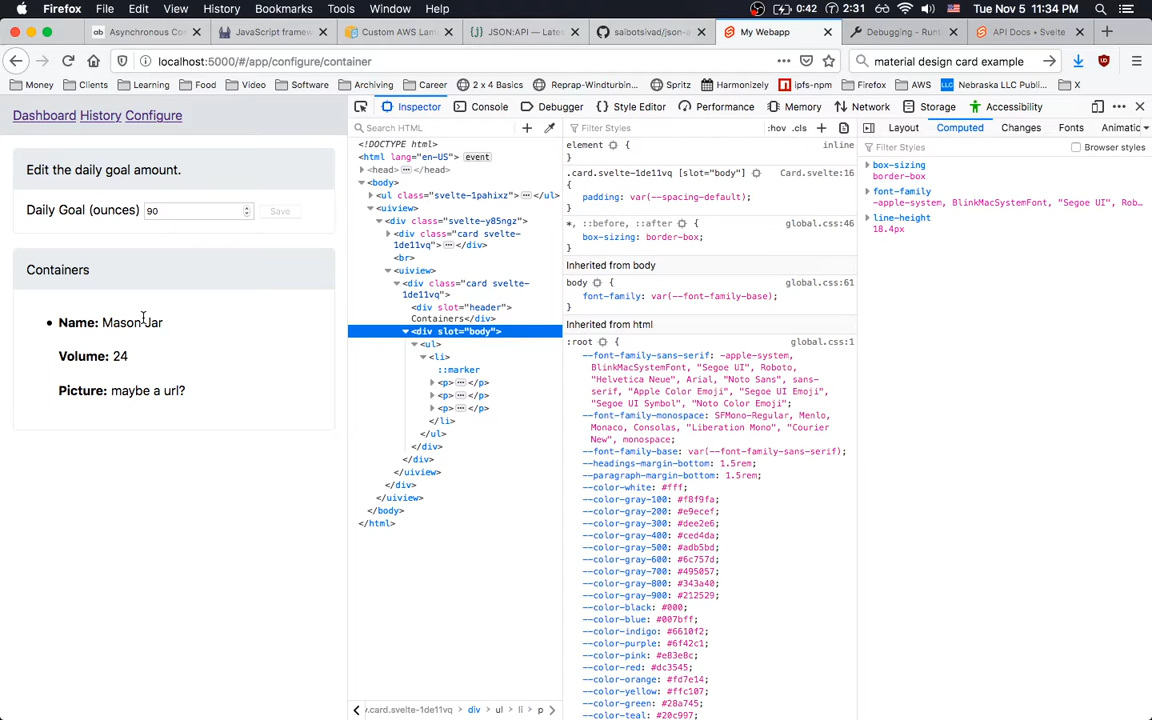 Firefox File Edit View History Bookmarks Tools Window Help 0:42 2:31 Tue Nov 5 11:34 PM
ab Asynchronous Co JavaScript framew Custom AWS Lam JSON:API — Lates saibotsivad/json-a My Webapp Debugging - Runt API Docs • Svelte
localhost:5000/#/app/configure/container material design card example
Money Clients Learning Food Video Software Archiving Career 2 x 4 Basics Reprap-Windturbin... Spritz Harmonizely lpfs-npm Firefox AWS LLC Nebraska LLC Publ... X
Dashboard History Configure
Edit the daily goal amount.
Daily Goal (ounces) 90 Save
Containers
• Name: Mason Jar
Volume: 24
Picture: maybe a url?
Inspector Console Debugger Style Editor Performance Memory Network Storage Accessibility
Search HTML
<!DOCTYPE html>
<html lang="en-US"> event
<head> </head>
<body>
<ul class="svelte-1pahixz"> </ul>
<uiview>
<div class="svelte-y85ngz">
<div class="card svelte-
1de11vq"> </div>
<br>
<uiview>
<div class="card svelte-
1de11vq">
<div slot="header">
Containers</div>
<div slot="body">
<ul>
<li>
::marker
<p> </p>
<p> </p>
<p> </p>
</li>
</ul>
</div>
</div>
</uiview>
</div>
</uiview>
</body>
</html>
.card.svelte-1de11vq div ul li p
Filter Styles :hov .cls
element { inline
}
.card.svelte-1de11vq [slot="body"] Card.svelte:16
{
padding: var(--spacing-default);
}
*, ::before, ::after { global.css:46
box-sizing: border-box;
}
Inherited from body
body { global.css:61
font-family: var(--font-family-base);
}
Inherited from html
:root { global.css:1
--font-family-sans-serif: -apple-system,
BlinkMacSystemFont, "Segoe UI", Roboto,
"Helvetica Neue", Arial, "Noto Sans", sans-
serif, "Apple Color Emoji", "Segoe UI
Emoji", "Segoe UI Symbol", "Noto Color Emoji";
--font-family-monospace: SFMono-Regular, Menlo,
Monaco, Consolas, "Liberation Mono", "Courier
New", monospace;
--font-family-base: var(--font-family-sans-serif);
--headings-margin-bottom: 1.5rem;
--paragraph-margin-bottom: 1.5rem;
--color-white: #fff;
--color-gray-100: #f8f9fa;
--color-gray-200: #e9ecef;
--color-gray-300: #dee2e6;
--color-gray-400: #ced4da;
--color-gray-500: #adb5bd;
--color-gray-600: #6c757d;
--color-gray-700: #495057;
--color-gray-800: #343a40;
--color-gray-900: #212529;
--color-black: #000;
--color-blue: #007bff;
--color-indigo: #6610f2;
--color-purple: #6f42c1;
--color-pink: #e83e8c;
--color-red: #dc3545;
--color-orange: #fd7e14;
--color-yellow: #ffc107;
--color-green: #28a745;
--color-teal: #20c997;
Layout Computed Changes Fonts Animatic
Filter Styles Browser styles
box-sizing
border-box
font-family
-apple-system, BlinkMacSystemFont, "Segoe UI", Rob...
line-height
18.4px